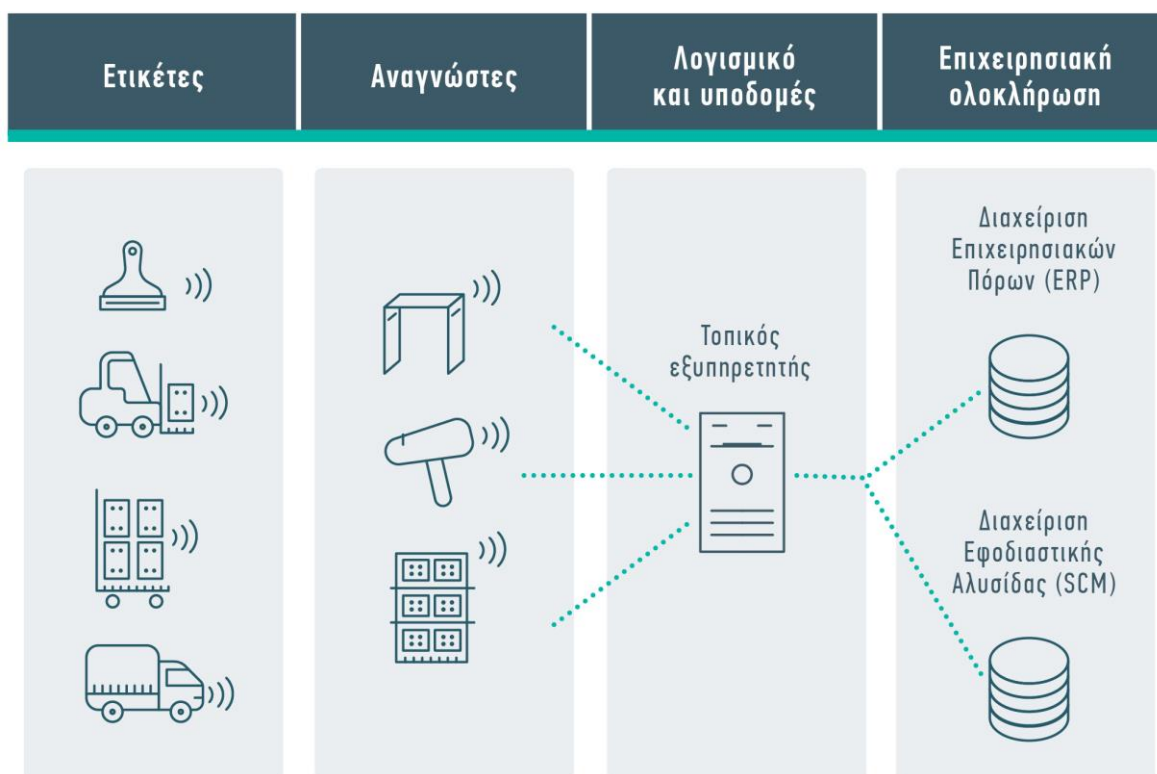 Ετικέτες
Αναγνώστες
Λογισμικό
και υποδομές
Επιχειρησιακή
ολοκλήρωση
Τοπικός
εξυπηρετητής
Διαχείριση
Επιχειρησιακών
Πόρων (ERP)
Διαχείριση
Εφοδιαστικής
Αλυσίδας (SCM)